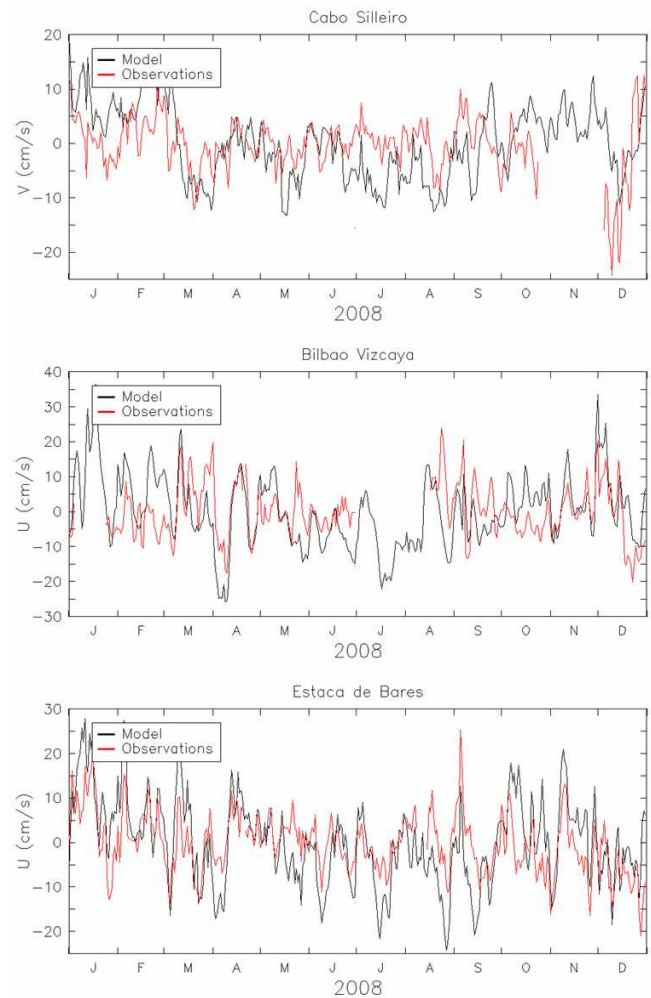 Cabo Silleiro
20
10
0
−10
−20
V (cm/s)
Model
Observations
J F M A M J J A S O N D
2008
Bilbao Vizcaya
40
30
20
10
0
−10
−20
−30
U (cm/s)
Model
Observations
J F M A M J J A S O N D
2008
Estaca de Bares
30
20
10
0
−10
−20
U (cm/s)
Model
Observations
J F M A M J J A S O N D
2008